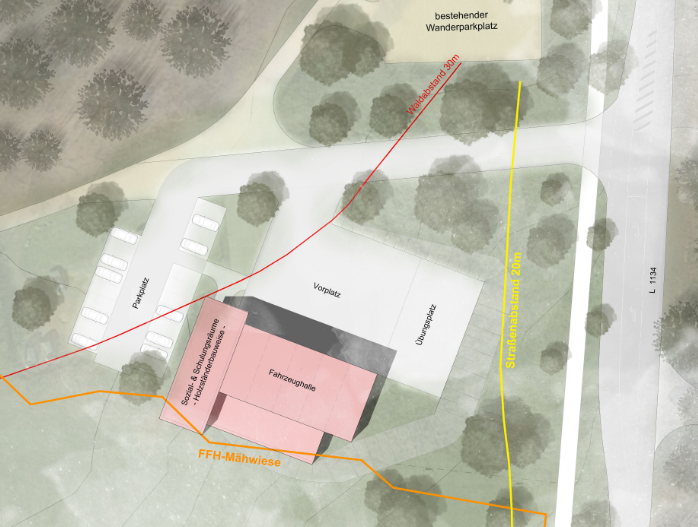 bestehender
Wanderparkplatz
Waldabstand 30m
L 1134
Straßenabstand 20m
Parkplatz
Vorplatz
Übungsplatz
Sozial- & Schulungsräume
- Holzständerbauweise -
Fahrzeughalle
FFH-Mähwiese